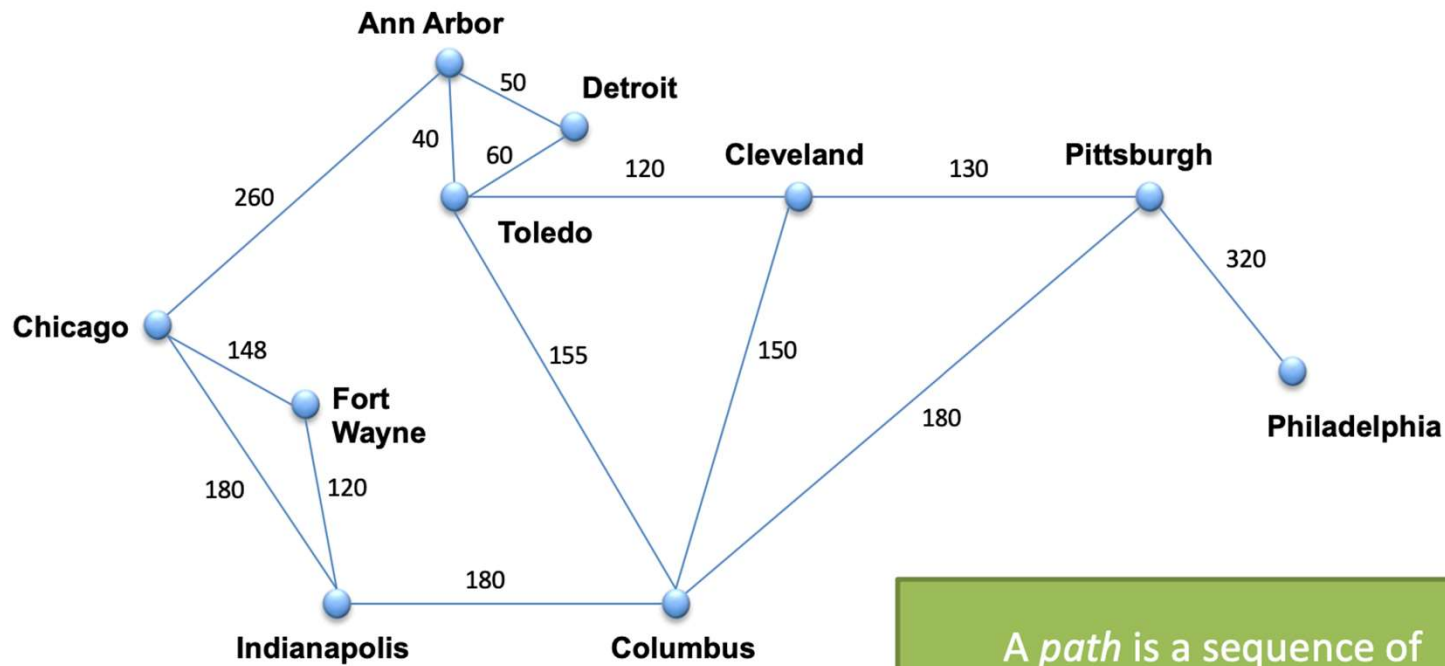 Ann Arbor
50
Detroit
40
60
Cleveland
Pittsburgh
120
130
260
Toledo
320
Chicago
148
155
150
Fort
Wayne
180
Philadelphia
180
120
180
Indianapolis
Columbus
A path is a sequence of